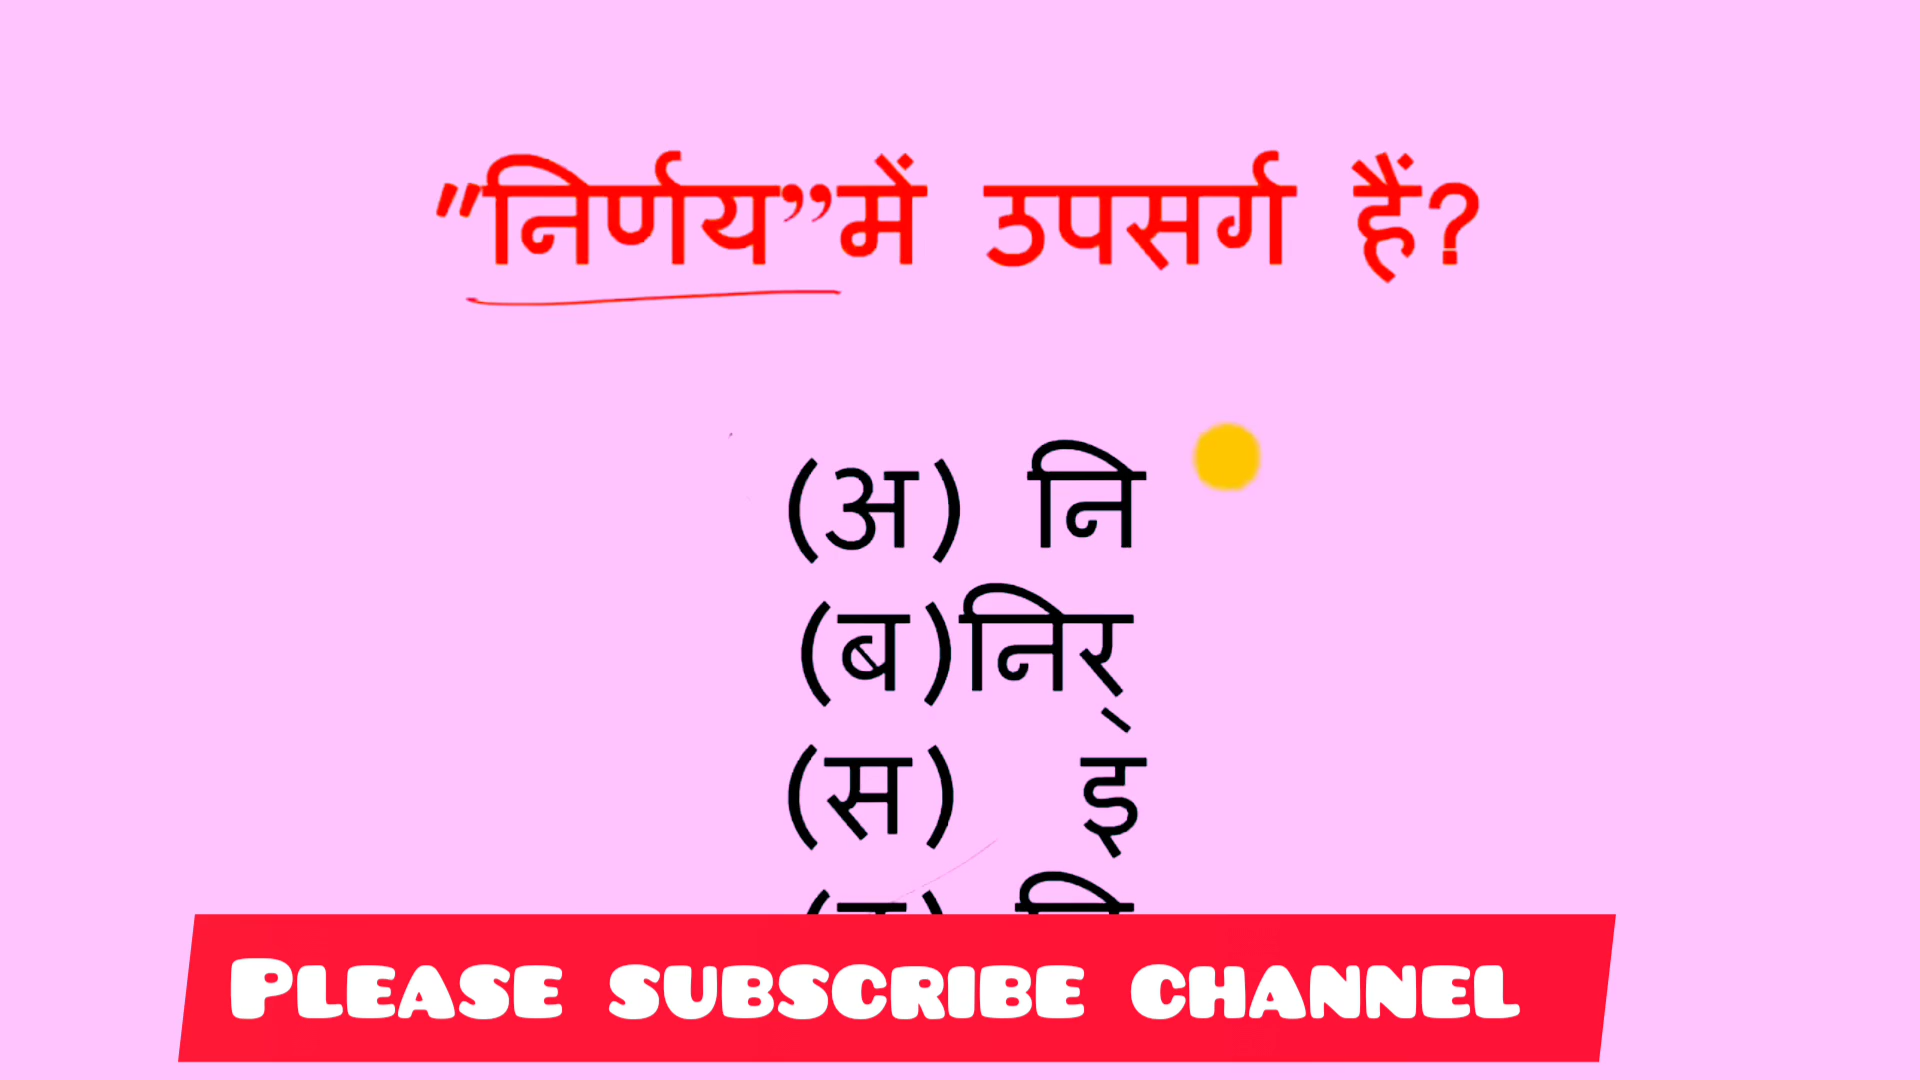 "निर्णय”में उपसर्ग हैं?
(अ) नि
(ब)निर्
(स) इ
PLEASE SUBSCRIBE CHANNEL